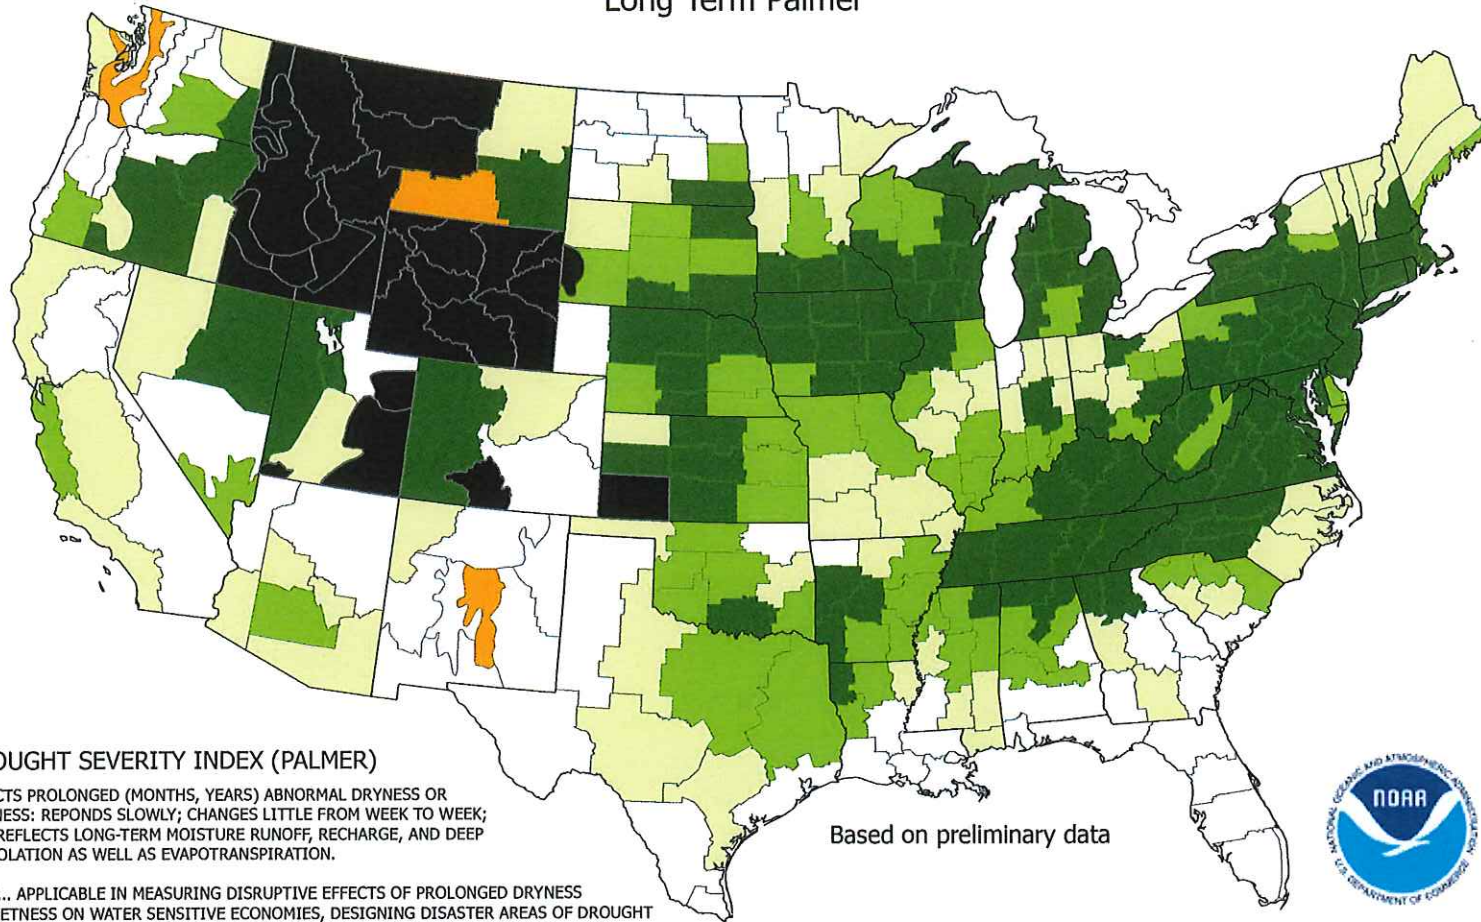 Long Term Palmer
OUGHT SEVERITY INDEX (PALMER)
CTS PROLONGED (MONTHS, YEARS) ABNORMAL DRYNESS OR
NESS: REPONDS SLOWLY; CHANGES LITTLE FROM WEEK TO WEEK;
REFLECTS LONG-TERM MOISTURE RUNOFF, RECHARGE, AND DEEP
OLATION AS WELL AS EVAPOTRANSPIRATION.
... APPLICABLE IN MEASURING DISRUPTIVE EFFECTS OF PROLONGED DRYNESS
ETNESS ON WATER SENSITIVE ECONOMIES, DESIGNING DISASTER AREAS OF DROUGHT
Based on preliminary data
NATIONAL OCEANIC AND ATMOSPHERIC ADMINISTRATION
NOAA
U.S. DEPARTMENT OF COMMERCE